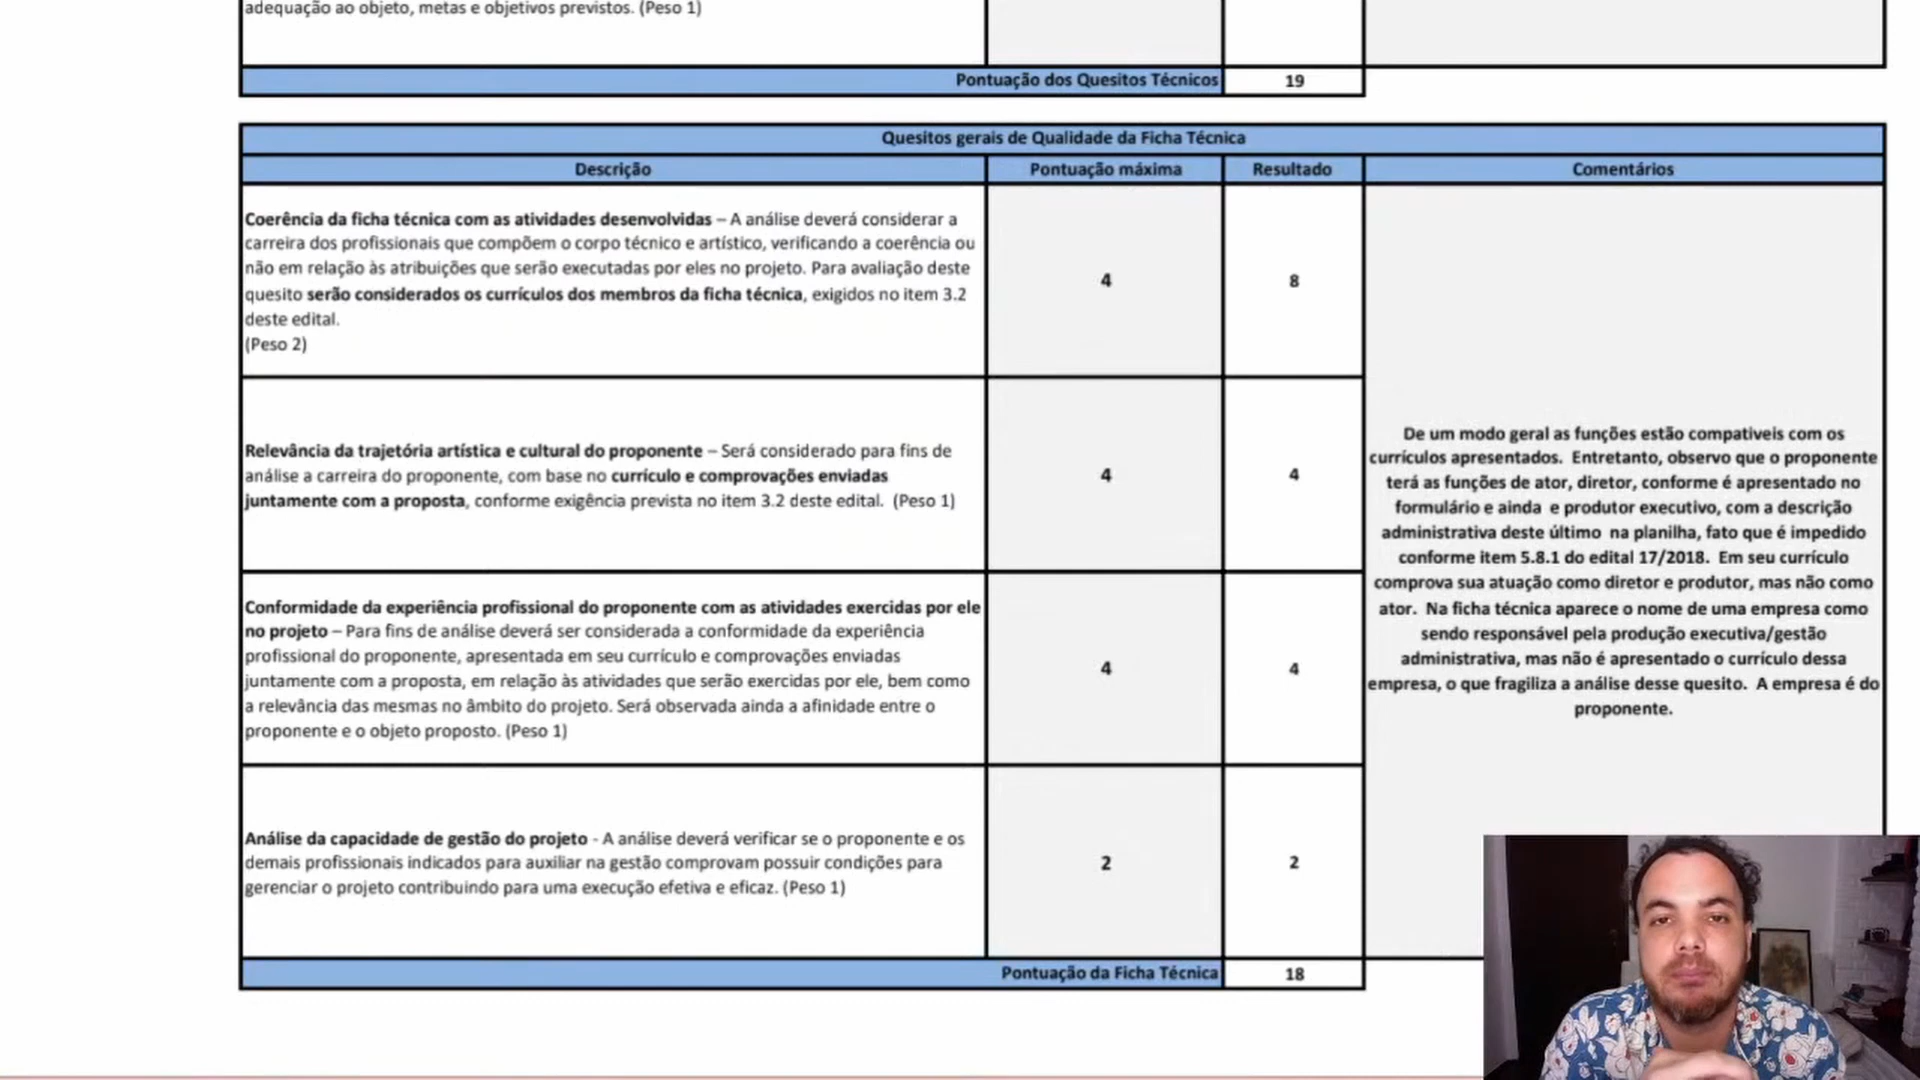 adequação ao objeto, metas e objetivos previstos. (Peso 1)
Pontuação dos Quesitos Técnicos 19
Quesitos gerais de Qualidade da Ficha Técnica
Descrição Pontuação máxima Resultado Comentários
Coerência da ficha técnica com as atividades desenvolvidas – A análise deverá considerar a
carreira dos profissionais que compõem o corpo técnico e artístico, verificando a coerência ou
não em relação às atribuições que serão executadas por eles no projeto. Para avaliação deste
quesito serão considerados os currículos dos membros da ficha técnica, exigidos no item 3.2
deste edital.
(Peso 2)
4
8
Relevância da trajetória artística e cultural do proponente – Será considerado para fins de
análise a carreira do proponente, com base no currículo e comprovações enviadas
juntamente com a proposta, conforme exigência prevista no item 3.2 deste edital. (Peso 1)
4
4
Conformidade da experiência profissional do proponente com as atividades exercidas por ele
no projeto – Para fins de análise deverá ser considerada a conformidade da experiência
profissional do proponente, apresentada em seu currículo e comprovações enviadas
juntamente com a proposta, em relação às atividades que serão exercidas por ele, bem como
a relevância das mesmas no âmbito do projeto. Será observada ainda a afinidade entre o
proponente e o objeto proposto. (Peso 1)
4
4
Análise da capacidade de gestão do projeto - A análise deverá verificar se o proponente e os
demais profissionais indicados para auxiliar na gestão comprovam possuir condições para
gerenciar o projeto contribuindo para uma execução efetiva e eficaz. (Peso 1)
2
2
De um modo geral as funções estão compativeis com os
currículos apresentados. Entretanto, observo que o proponente
terá as funções de ator, diretor, conforme é apresentado no
formulário e ainda e produtor executivo, com a descrição
administrativa deste último na planilha, fato que é impedido
conforme item 5.8.1 do edital 17/2018. Em seu currículo
comprova sua atuação como diretor e produtor, mas não como
ator. Na ficha técnica aparece o nome de uma empresa como
sendo responsável pela produção executiva/gestão
administrativa, mas não é apresentado o currículo dessa
empresa, o que fragiliza a análise desse quesito. A empresa é do
proponente.
Pontuação da Ficha Técnica 18